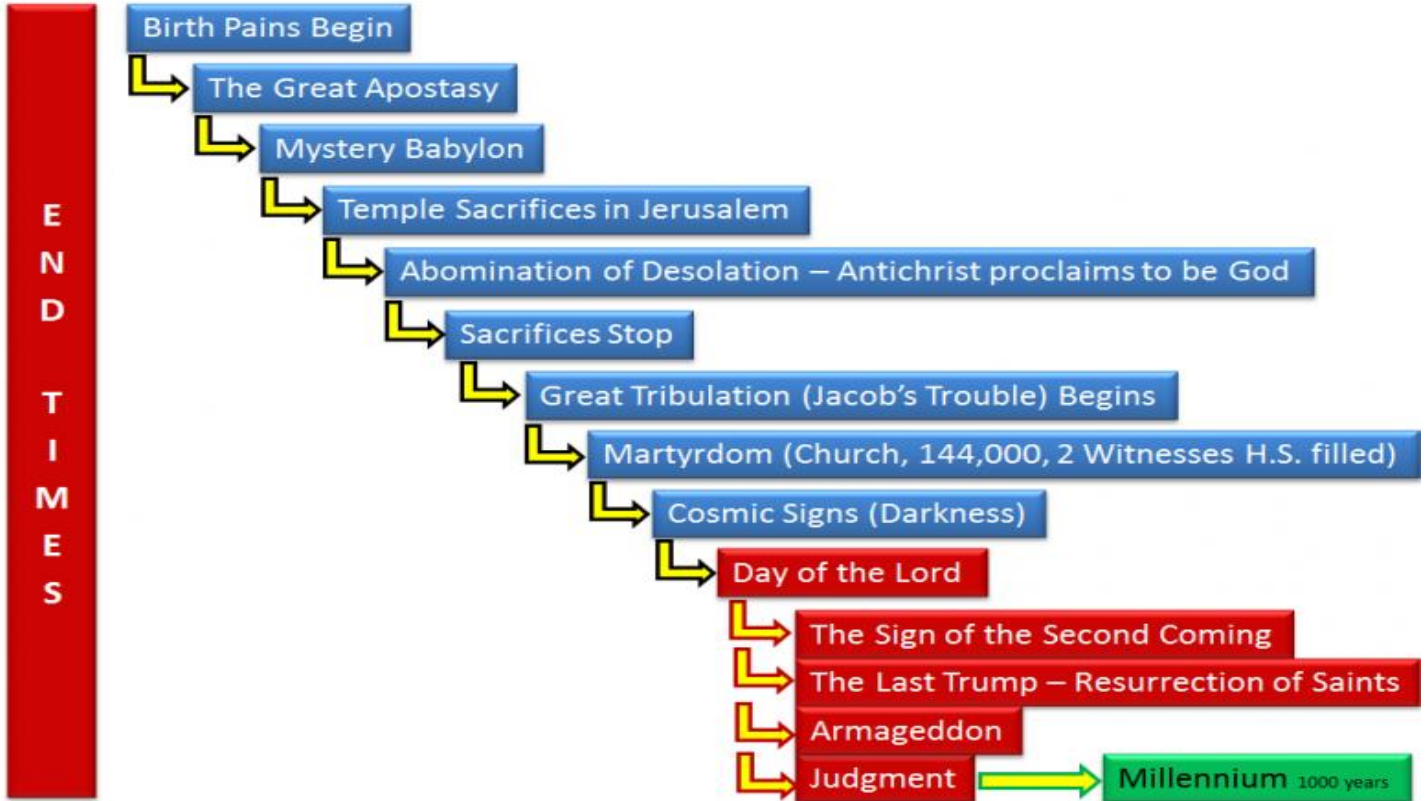 END TIMES
Birth Pains Begin
The Great Apostasy
Mystery Babylon
Temple Sacrifices in Jerusalem
Abomination of Desolation – Antichrist proclaims to be God
Sacrifices Stop
Great Tribulation (Jacob's Trouble) Begins
Martyrdom (Church, 144,000, 2 Witnesses H.S. filled)
Cosmic Signs (Darkness)
Day of the Lord
The Sign of the Second Coming
The Last Trump – Resurrection of Saints
Armageddon
Judgment
Millennium 1000 years